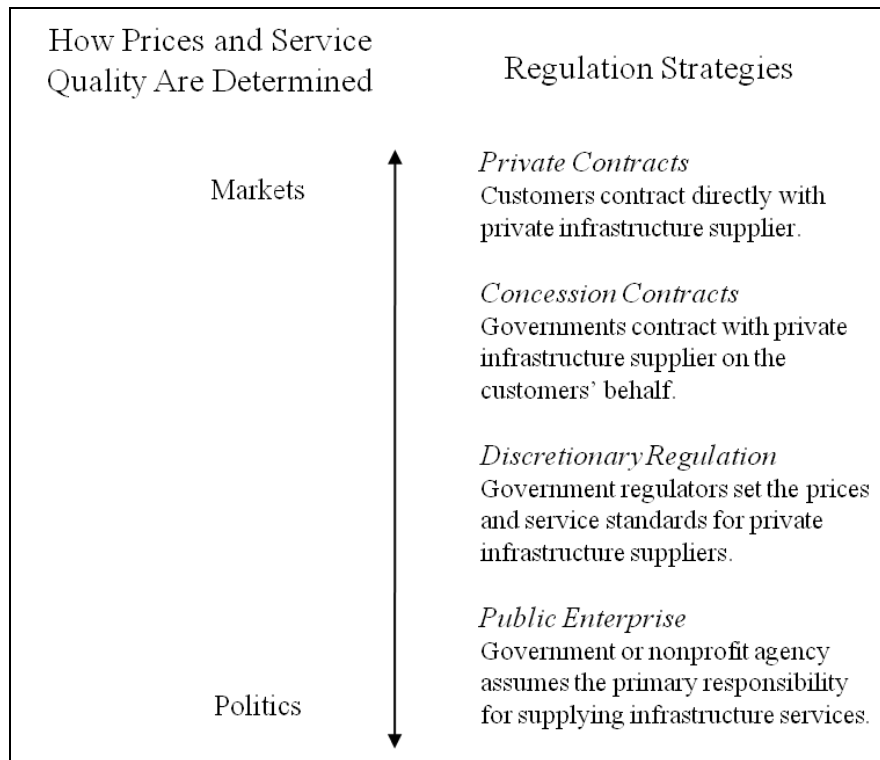 How Prices and Service
Quality Are Determined
Regulation Strategies
Markets
Private Contracts
Customers contract directly with
private infrastructure supplier.
Concession Contracts
Governments contract with private
infrastructure supplier on the
customers’ behalf.
Discretionary Regulation
Government regulators set the prices
and service standards for private
infrastructure suppliers.
Public Enterprise
Government or nonprofit agency
assumes the primary responsibility
for supplying infrastructure services.
Politics